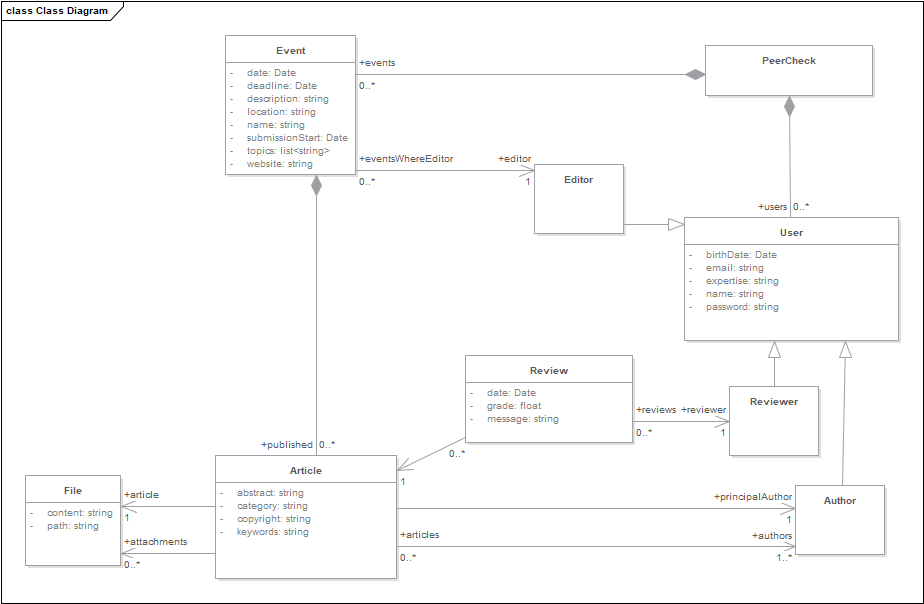 class Class Diagram
Event
- date: Date
- deadline: Date
- description: string
- location: string
- name: string
- submissionStart: Date
- topics: list<string>
- website: string
+events
0..*
PeerCheck
+eventsWhereEditor
0..*
+editor
1
Editor
+users 0..*
User
- birthDate: Date
- email: string
- expertise: string
- name: string
- password: string
Review
- date: Date
- grade: float
- message: string
+reviews +reviewer
0..*
1
Reviewer
0..*
1
+published 0..*
Article
- abstract: string
- category: string
- copyright: string
- keywords: string
File
- content: string
- path: string
+article
1
+attachments
0..*
+principalAuthor
1
+articles
0..*
+authors
1..*
Author